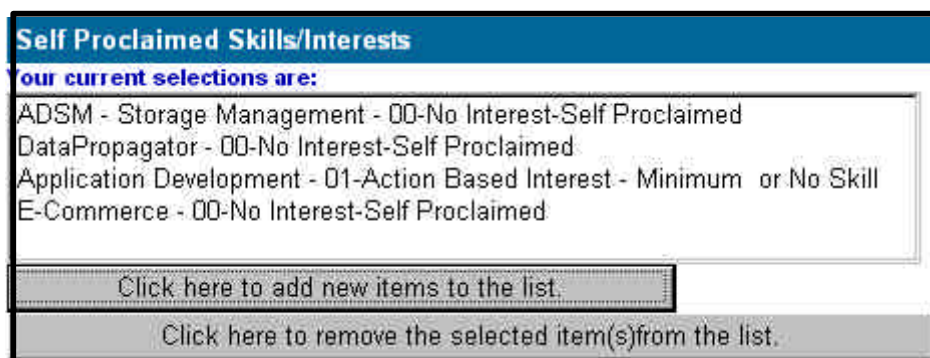 Self Proclaimed Skills/Interests
Your current selections are:
ADSM - Storage Management - 00-No Interest-Self Proclaimed
DataPropagator - 00-No Interest-Self Proclaimed
Application Development - 01-Action Based Interest - Minimum  or No Skill
E-Commerce - 00-No Interest-Self Proclaimed
Click here to add new items to the list.
Click here to remove the selected item(s)from the list.